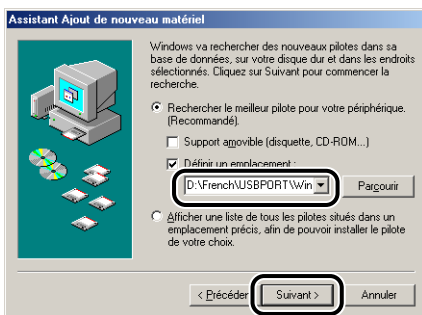 Assistant Ajout de nouveau matériel
Windows va rechercher des nouveaux pilotes dans sa
base de données, sur votre disque dur et dans les endroits
sélectionnés. Cliquez sur Suivant pour commencer la
recherche.
Rechercher le meilleur pilote pour votre périphérique.
(Recommandé).
Support amovible (disquette, CD-ROM...)
Définir un emplacement :
D:\French\USBPORT\Win
Parcourir
Afficher une liste de tous les pilotes situés dans un
emplacement précis, afin de pouvoir installer le pilote
de votre choix.
< Précéder
Suivant >
Annuler